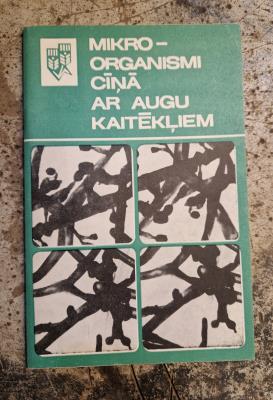 MIKRO–
ORGANISMI
CĪŅĀ
AR AUGU
KAITĒKĻIEM